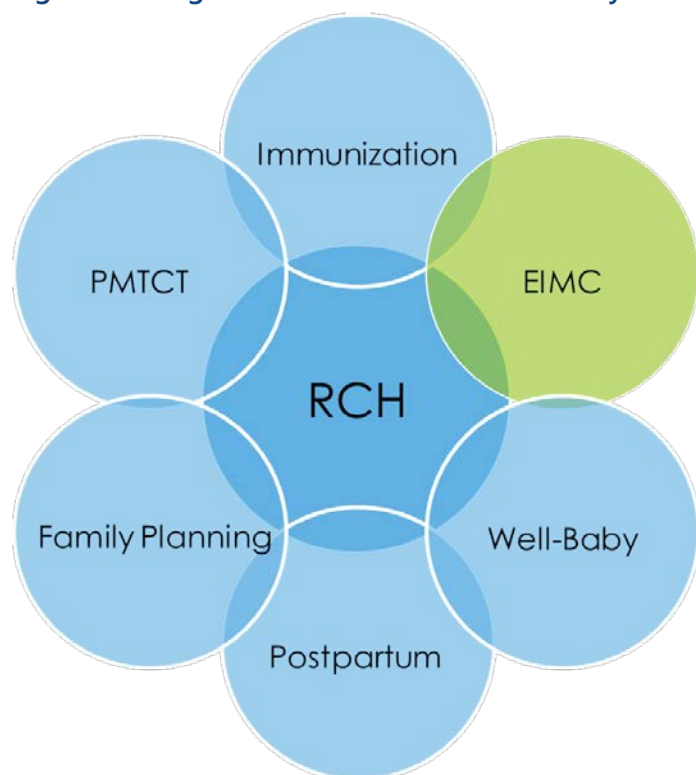 Immunization
PMTCT
EIMC
RCH
Family Planning
Well-Baby
Postpartum